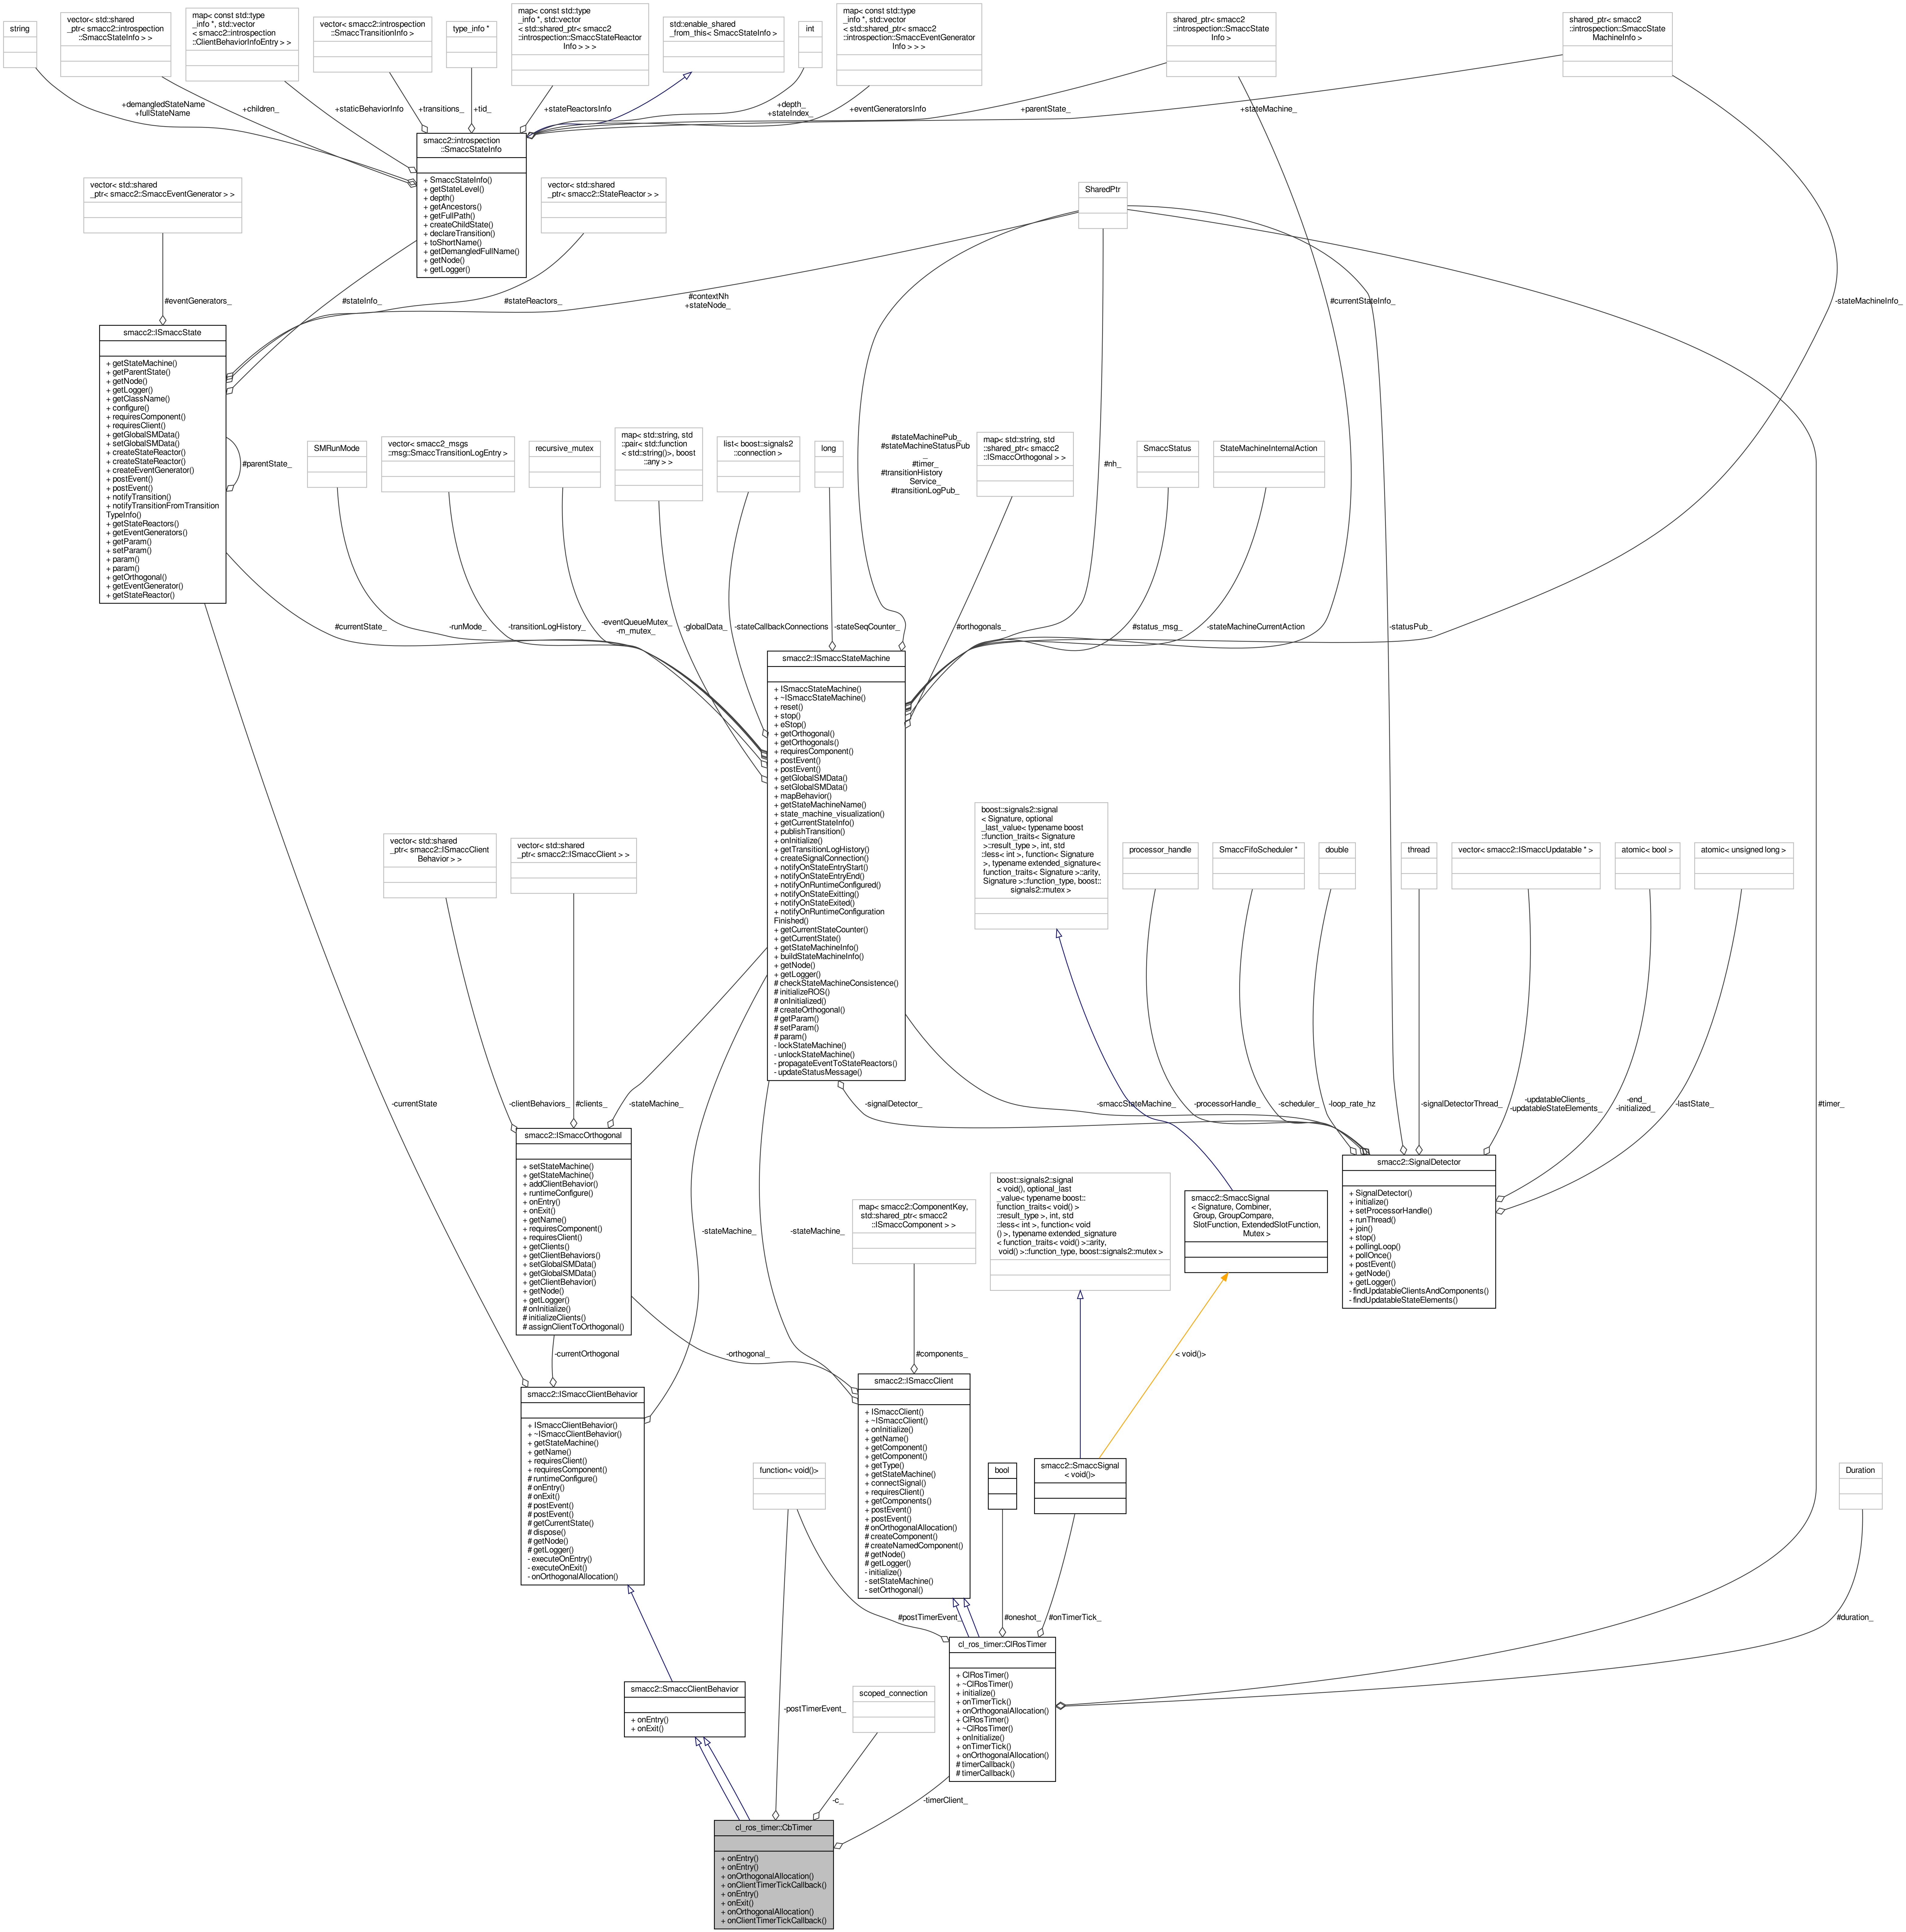 string
vector< std::shared
_ptr< smacc2::introspection
::SmaccStateInfo > >
map< const std::type
_info *, std::vector
< smacc2::introspection
::ClientBehaviorInfoEntry > >
vector< smacc2::introspection
::SmaccTransitionInfo >
type_info *
map< const std::type
_info *, std::vector
< std::shared_ptr< smacc2
::introspection::SmaccStateReactor
Info > > >
std::enable_shared
_from_this< SmaccStateInfo >
int
map< const std::type
_info *, std::vector
< std::shared_ptr< smacc2
::introspection::SmaccEventGenerator
Info > > >
shared_ptr< smacc2
::introspection::SmaccState
Info >
shared_ptr< smacc2
::introspection::SmaccState
MachineInfo >
+demangledStateName
+fullStateName
+children_
+staticBehaviorInfo
+transitions_
+tid_
+stateReactorsInfo
+depth_
+stateIndex_
+eventGeneratorsInfo
+parentState_
+stateMachine_
smacc2::introspection
::SmaccStateInfo
+ SmaccStateInfo()
+ getStateLevel()
+ depth()
+ getAncestors()
+ getFullPath()
+ createChildState()
+ declareTransition()
+ toShortName()
+ getDemangledFullName()
+ getNode()
+ getLogger()
vector< std::shared
_ptr< smacc2::SmaccEventGenerator > >
vector< std::shared
_ptr< smacc2::StateReactor > >
SharedPtr
#eventGenerators_
#stateInfo_
#stateReactors_
#contextNh
+stateNode_
#currentStateInfo_
-stateMachineInfo_
smacc2::ISmaccState
+ getStateMachine()
+ getParentState()
+ getNode()
+ getLogger()
+ getClassName()
+ configure()
+ requiresComponent()
+ requiresClient()
+ getGlobalSMData()
+ setGlobalSMData()
+ createStateReactor()
+ createStateReactor()
+ createEventGenerator()
+ postEvent()
+ postEvent()
+ notifyTransition()
+ notifyTransitionFromTransition
TypeInfo()
+ getStateReactors()
+ getEventGenerators()
+ getParam()
+ setParam()
+ param()
+ param()
+ getOrthogonal()
+ getEventGenerator()
+ getStateReactor()
#parentState_
SMRunMode
vector< smacc2_msgs
::msg::SmaccTransitionLogEntry >
recursive_mutex
map< std::string, std
::pair< std::function
< std::string()>, boost
::any > >
list< boost::signals2
::connection >
long
#stateMachinePub_
#stateMachineStatusPub
_
#timer_
#transitionHistory
Service_
#transitionLogPub_
map< std::string, std
::shared_ptr< smacc2
::ISmaccOrthogonal > >
#nh_
SmaccStatus
StateMachineInternalAction
#currentState_
-runMode_
-transitionLogHistory_
-eventQueueMutex_
-m_mutex_
-globalData_
-stateCallbackConnections
-stateSeqCounter_
#orthogonals_
#status_msg_
-stateMachineCurrentAction
-statusPub_
smacc2::ISmaccStateMachine
+ ISmaccStateMachine()
+ ~ISmaccStateMachine()
+ reset()
+ stop()
+ eStop()
+ getOrthogonal()
+ getOrthogonals()
+ requiresComponent()
+ postEvent()
+ postEvent()
+ getGlobalSMData()
+ setGlobalSMData()
+ mapBehavior()
+ getStateMachineName()
+ state_machine_visualization()
+ getCurrentStateInfo()
+ publishTransition()
+ onInitialize()
+ getTransitionLogHistory()
+ createSignalConnection()
+ notifyOnStateEntryStart()
+ notifyOnStateEntryEnd()
+ notifyOnRuntimeConfigured()
+ notifyOnStateExitting()
+ notifyOnStateExited()
+ notifyOnRuntimeConfiguration
Finished()
+ getCurrentStateCounter()
+ getCurrentState()
+ getStateMachineInfo()
+ buildStateMachineInfo()
+ getNode()
+ getLogger()
# checkStateMachineConsistence()
# initializeROS()
# onInitialized()
# createOrthogonal()
# getParam()
# setParam()
# param()
- lockStateMachine()
- unlockStateMachine()
- propagateEventToStateReactors()
- updateStatusMessage()
vector< std::shared
_ptr< smacc2::ISmaccClient
Behavior > >
vector< std::shared
_ptr< smacc2::ISmaccClient > >
boost::signals2::signal
< Signature, optional
_last_value< typename boost
::function_traits< Signature
>::result_type >, int, std
::less< int >, function< Signature
>, typename extended_signature<
function_traits< Signature >::arity,
Signature >::function_type, boost::
signals2::mutex >
processor_handle
SmaccFifoScheduler *
double
thread
vector< smacc2::ISmaccUpdatable * >
atomic< bool >
atomic< unsigned long >
-currentState
-clientBehaviors_
#clients_
-stateMachine_
-signalDetector_
-smaccStateMachine_
-processorHandle_
-scheduler_
-loop_rate_hz
-signalDetectorThread_
-updatableClients_
-updatableStateElements_
-end_
-initialized_
-lastState_
#timer_
smacc2::ISmaccOrthogonal
+ setStateMachine()
+ getStateMachine()
+ addClientBehavior()
+ runtimeConfigure()
+ onEntry()
+ onExit()
+ getName()
+ requiresComponent()
+ requiresClient()
+ getClients()
+ getClientBehaviors()
+ setGlobalSMData()
+ getGlobalSMData()
+ getClientBehavior()
+ getNode()
+ getLogger()
# onInitialize()
# initializeClients()
# assignClientToOrthogonal()
smacc2::SignalDetector
+ SignalDetector()
+ initialize()
+ setProcessorHandle()
+ runThread()
+ join()
+ stop()
+ pollingLoop()
+ pollOnce()
+ postEvent()
+ getNode()
+ getLogger()
- findUpdatableClientsAndComponents()
- findUpdatableStateElements()
-stateMachine_
-stateMachine_
map< smacc2::ComponentKey,
std::shared_ptr< smacc2
::ISmaccComponent > >
boost::signals2::signal
< void(), optional_last
_value< typename boost::
function_traits< void() >
::result_type >, int, std
::less< int >, function< void
() >, typename extended_signature
< function_traits< void() >::arity,
void() >::function_type, boost::signals2::mutex >
smacc2::SmaccSignal
< Signature, Combiner,
Group, GroupCompare,
SlotFunction, ExtendedSlotFunction,
Mutex >
-currentOrthogonal
-orthogonal_
#components_
< void()>
smacc2::ISmaccClientBehavior
+ ISmaccClientBehavior()
+ ~ISmaccClientBehavior()
+ getStateMachine()
+ getName()
+ requiresClient()
+ requiresComponent()
# runtimeConfigure()
# onEntry()
# onExit()
# postEvent()
# postEvent()
# getCurrentState()
# dispose()
# getNode()
# getLogger()
- executeOnEntry()
- executeOnExit()
- onOrthogonalAllocation()
smacc2::ISmaccClient
+ ISmaccClient()
+ ~ISmaccClient()
+ onInitialize()
+ getName()
+ getComponent()
+ getComponent()
+ getType()
+ getStateMachine()
+ connectSignal()
+ requiresClient()
+ getComponents()
+ postEvent()
+ postEvent()
# onOrthogonalAllocation()
# createComponent()
# createNamedComponent()
# getNode()
# getLogger()
- initialize()
- setStateMachine()
- setOrthogonal()
function< void()>
bool
smacc2::SmaccSignal
< void()>
Duration
#postTimerEvent_
#oneshot_
#onTimerTick_
#duration_
smacc2::SmaccClientBehavior
+ onEntry()
+ onExit()
-postTimerEvent_
scoped_connection
cl_ros_timer::ClRosTimer
+ ClRosTimer()
+ ~ClRosTimer()
+ initialize()
+ onTimerTick()
+ onOrthogonalAllocation()
+ ClRosTimer()
+ ~ClRosTimer()
+ onInitialize()
+ onTimerTick()
+ onOrthogonalAllocation()
# timerCallback()
# timerCallback()
-c_
-timerClient_
cl_ros_timer::CbTimer
+ onEntry()
+ onEntry()
+ onOrthogonalAllocation()
+ onClientTimerTickCallback()
+ onEntry()
+ onExit()
+ onOrthogonalAllocation()
+ onClientTimerTickCallback()